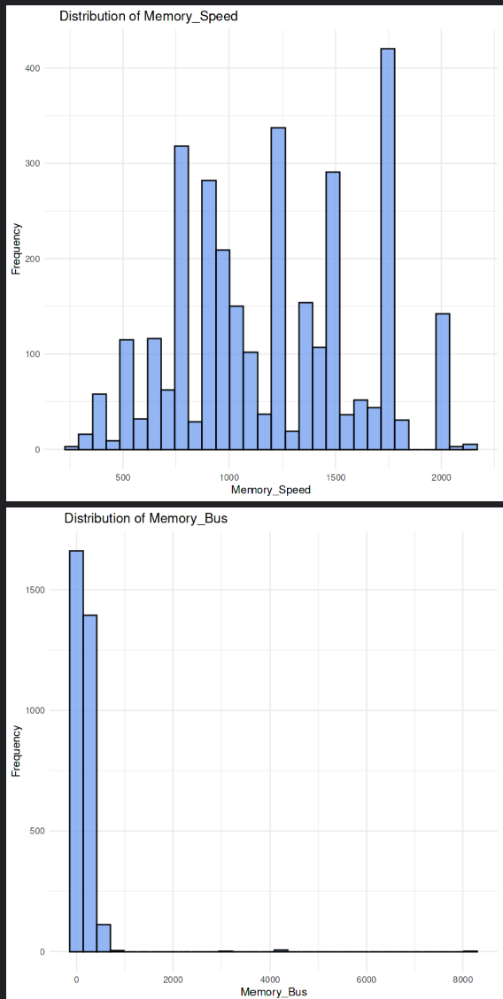 Distribution of Memory_Speed
400
300
200
100
0
Frequency
500 1000 1500 2000
Memory_Speed
Distribution of Memory_Bus
1500
1000
500
0
Frequency
0 2000 4000 6000 8000
Memory_Bus